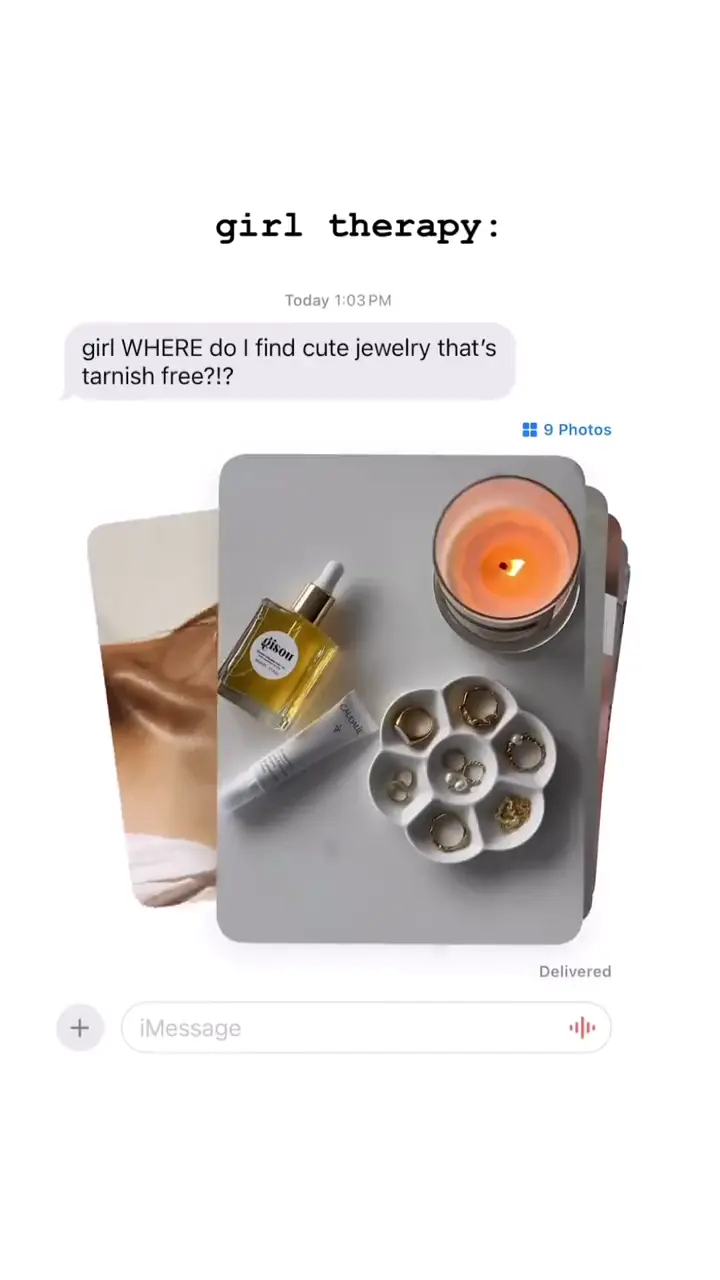 girl therapy:
Today 1:03 PM
girl WHERE do I find cute jewelry that's
tarnish free?!?
9 Photos
gisou
CAUDALIE
Delivered
iMessage